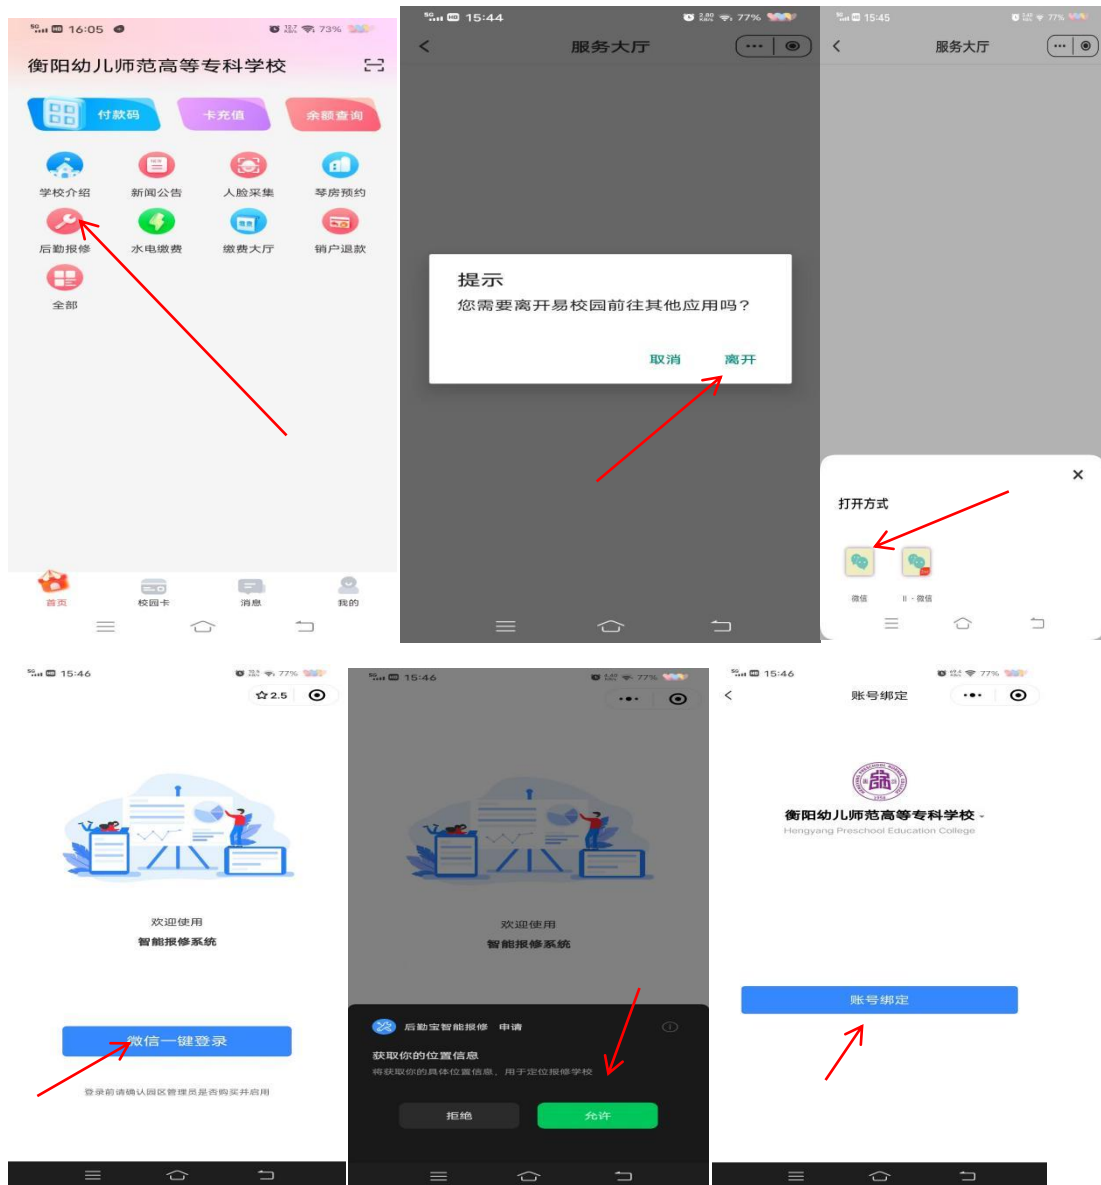 16:05
73%
衡阳幼儿师范高等专科学校
付款码
卡充值
余额查询
学校介绍
新闻公告
人脸采集
琴房预约
后勤报修
水电缴费
缴费大厅
销户退款
全部
首页
校园卡
消息
我的
15:44
77%
服务大厅
提示
您需要离开易校园前往其他应用吗?
取消
离开
15:45
77%
服务大厅
打开方式
微信
II·微信
15:46
77%
2.5
欢迎使用
智能报修系统
微信一键登录
登录前请确认园区管理员是否购买并启用
15:46
77%
欢迎使用
智能报修系统
后勤宝智能报修 申请
获取你的位置信息
将获取你的具体位置信息，用于定位报修学校
拒绝
允许
15:46
77%
账号绑定
衡阳幼儿师范高等专科学校
Hengyang Preschool Education College
账号绑定